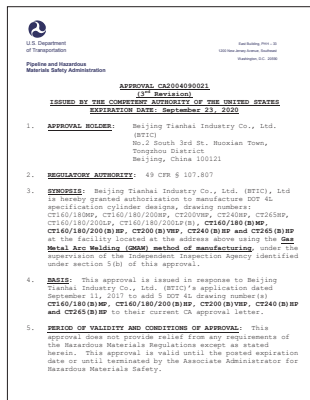 U.S. Department
of Transportation
East Building, PHH – 32
1200 New Jersey Avenue, Southeast
Washington, D.C. 20590
Pipeline and Hazardous
Materials Safety Administration
APPROVAL CA2004090021
(3rd Revision)
ISSUED BY THE COMPETENT AUTHORITY OF THE UNITED STATES
EXPIRATION DATE: September 23, 2020
1. APPROVAL HOLDER: Beijing Tianhai Industry Co., Ltd.
(BTIC)
No.2 South 3rd St. Huoxian Town,
Tongzhou District
Beijing, China 100121
2. REGULATORY AUTHORITY: 49 CFR § 107.807
3. SYNOPSIS: Beijing Tianhai Industry Co., Ltd. (BTIC), Ltd
is hereby granted authorization to manufacture DOT 4L
specification cylinder designs, drawing numbers:
CT160/180MP, CT160/180/200HP, CT200VHP, CT240HP, CT265HP,
CT160/180/200LP, CT160/180/200LP(B), CT160/180(B)MP,
CT160/180/200(B)HP, CT200(B)VHP, CT240(B)HP and CT265(B)HP
at the facility located at the address above using the Gas
Metal Arc Welding (GMAW) method of manufacturing, under the
supervision of the Independent Inspection Agency identified
under section 5(b) of this approval.
4. BASIS: This approval is issued in response to Beijing
Tianhai Industry Co., Ltd. (BTIC)'s application dated
September 11, 2017 to add 5 DOT 4L drawing number(s)
CT160/180(B)MP, CT160/180/200(B)HP, CT200(B)VHP, CT240(B)HP
and CT265(B)HP to their current CA approval letter.
5. PERIOD OF VALIDITY AND CONDITIONS OF APPROVAL: This
approval does not provide relief from any requirements of
the Hazardous Materials Regulations except as stated
herein. This approval is valid until the posted expiration
date or until terminated by the Associate Administrator for
Hazardous Materials Safety.